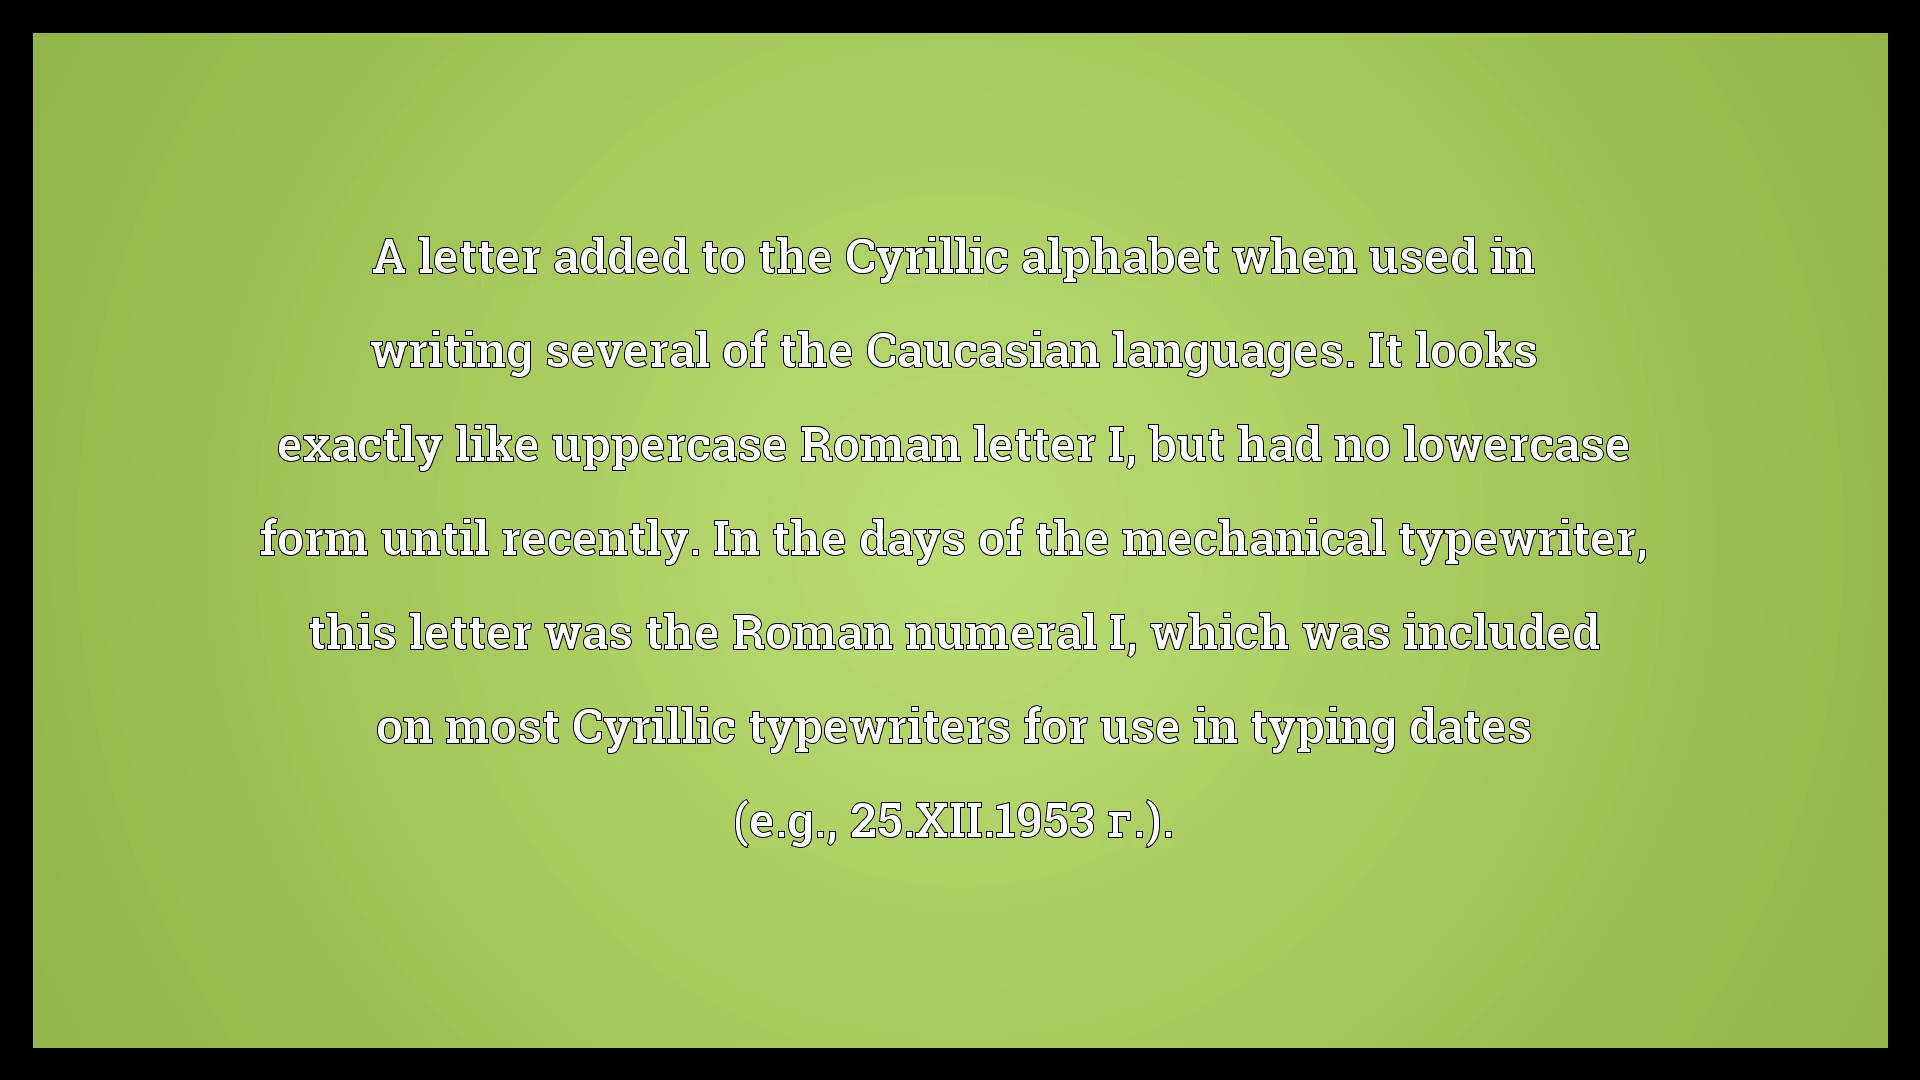 A letter added to the Cyrillic alphabet when used in
writing several of the Caucasian languages. It looks
exactly like uppercase Roman letter I, but had no lowercase
form until recently. In the days of the mechanical typewriter,
this letter was the Roman numeral I, which was included
on most Cyrillic typewriters for use in typing dates
(e.g., 25.XII.1953 г.).